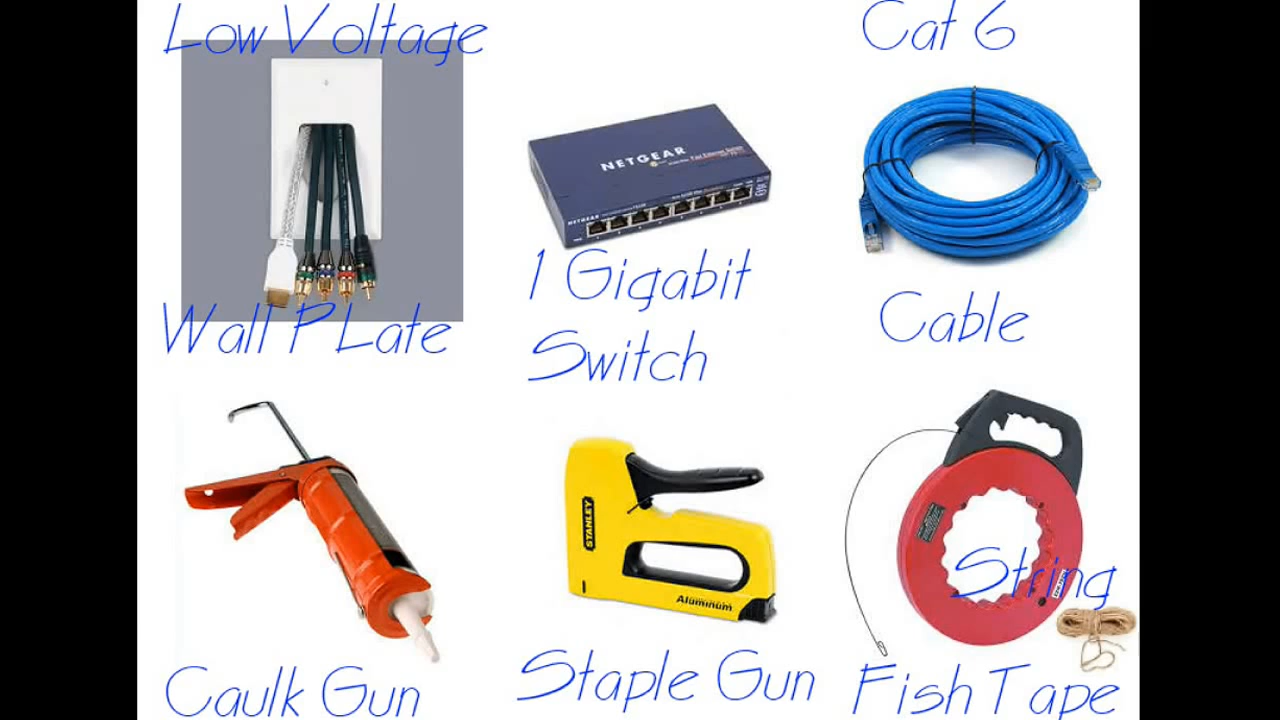 Low Voltage
Wall PLate
NETGEAR
NETGEAR
1 Gigabit
Switch
Cat 6
Cable
Caulk Gun
STANLEY
Aluminum
Staple Gun
String
Fish Tape